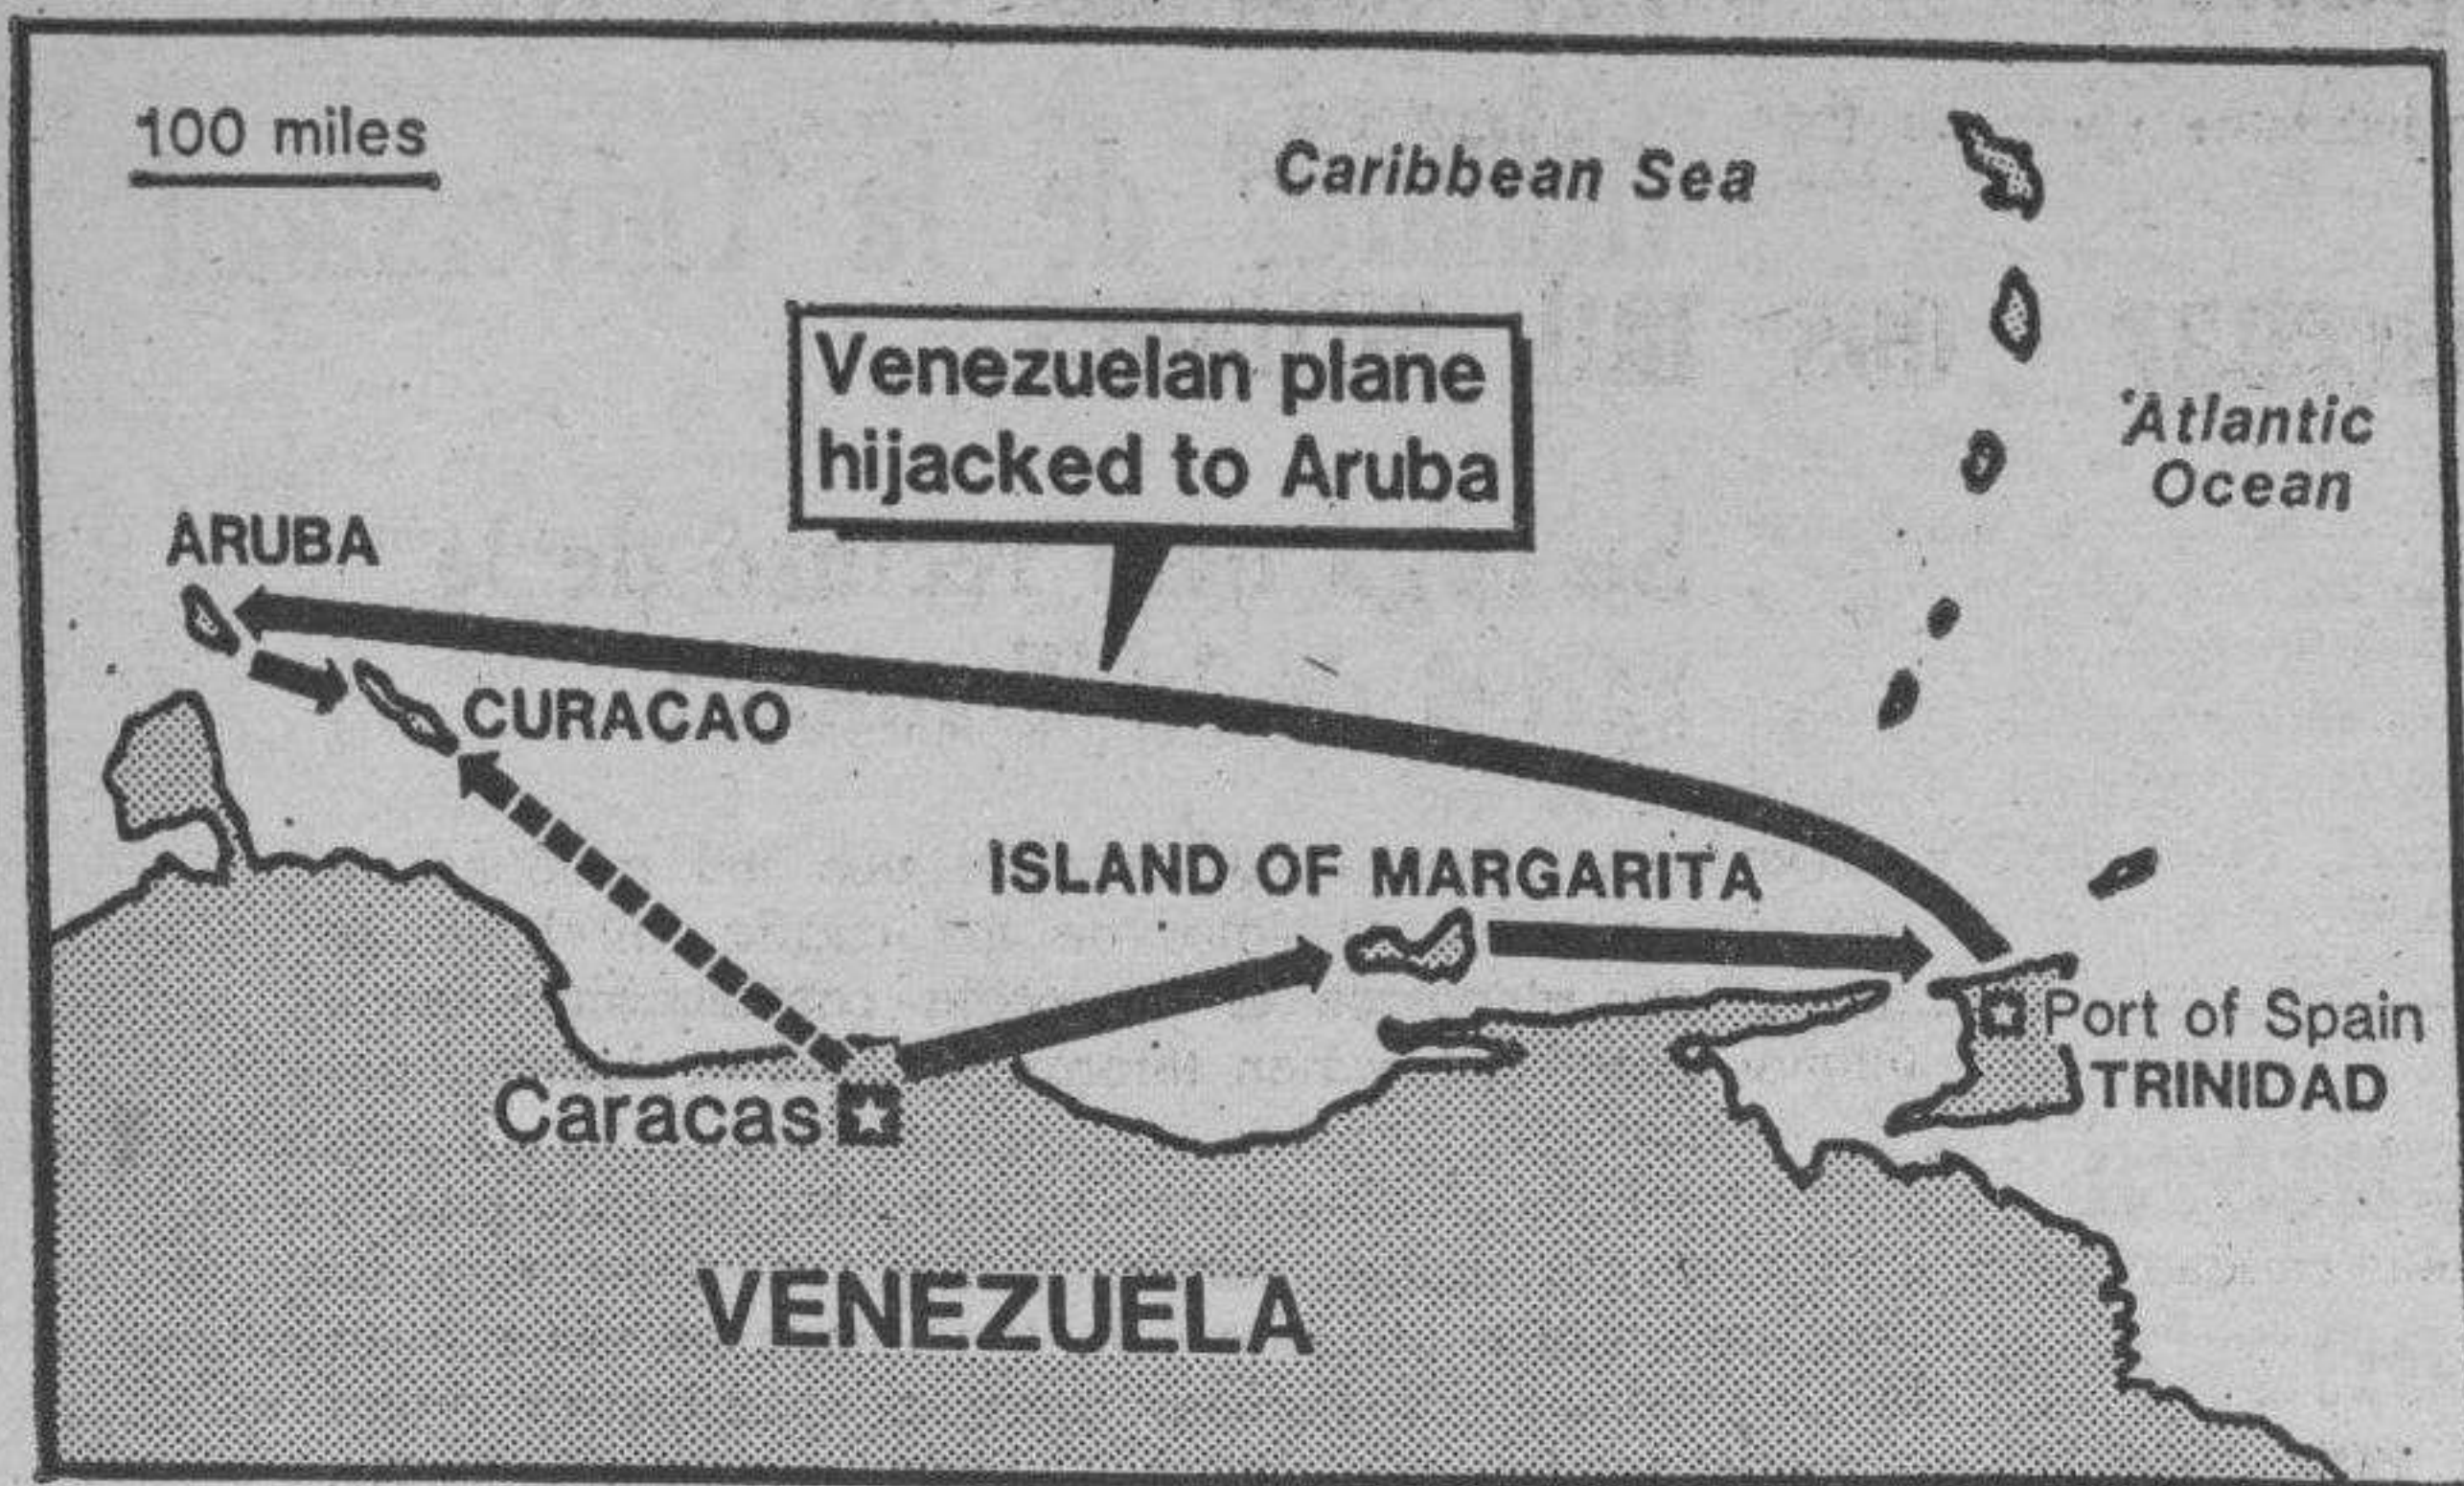 100 miles
Caribbean Sea
Venezuelan plane
hijacked to Aruba
Atlantic
Ocean
ARUBA
CURACAO
ISLAND OF MARGARITA
Port of Spain
TRINIDAD
Caracas
VENEZUELA